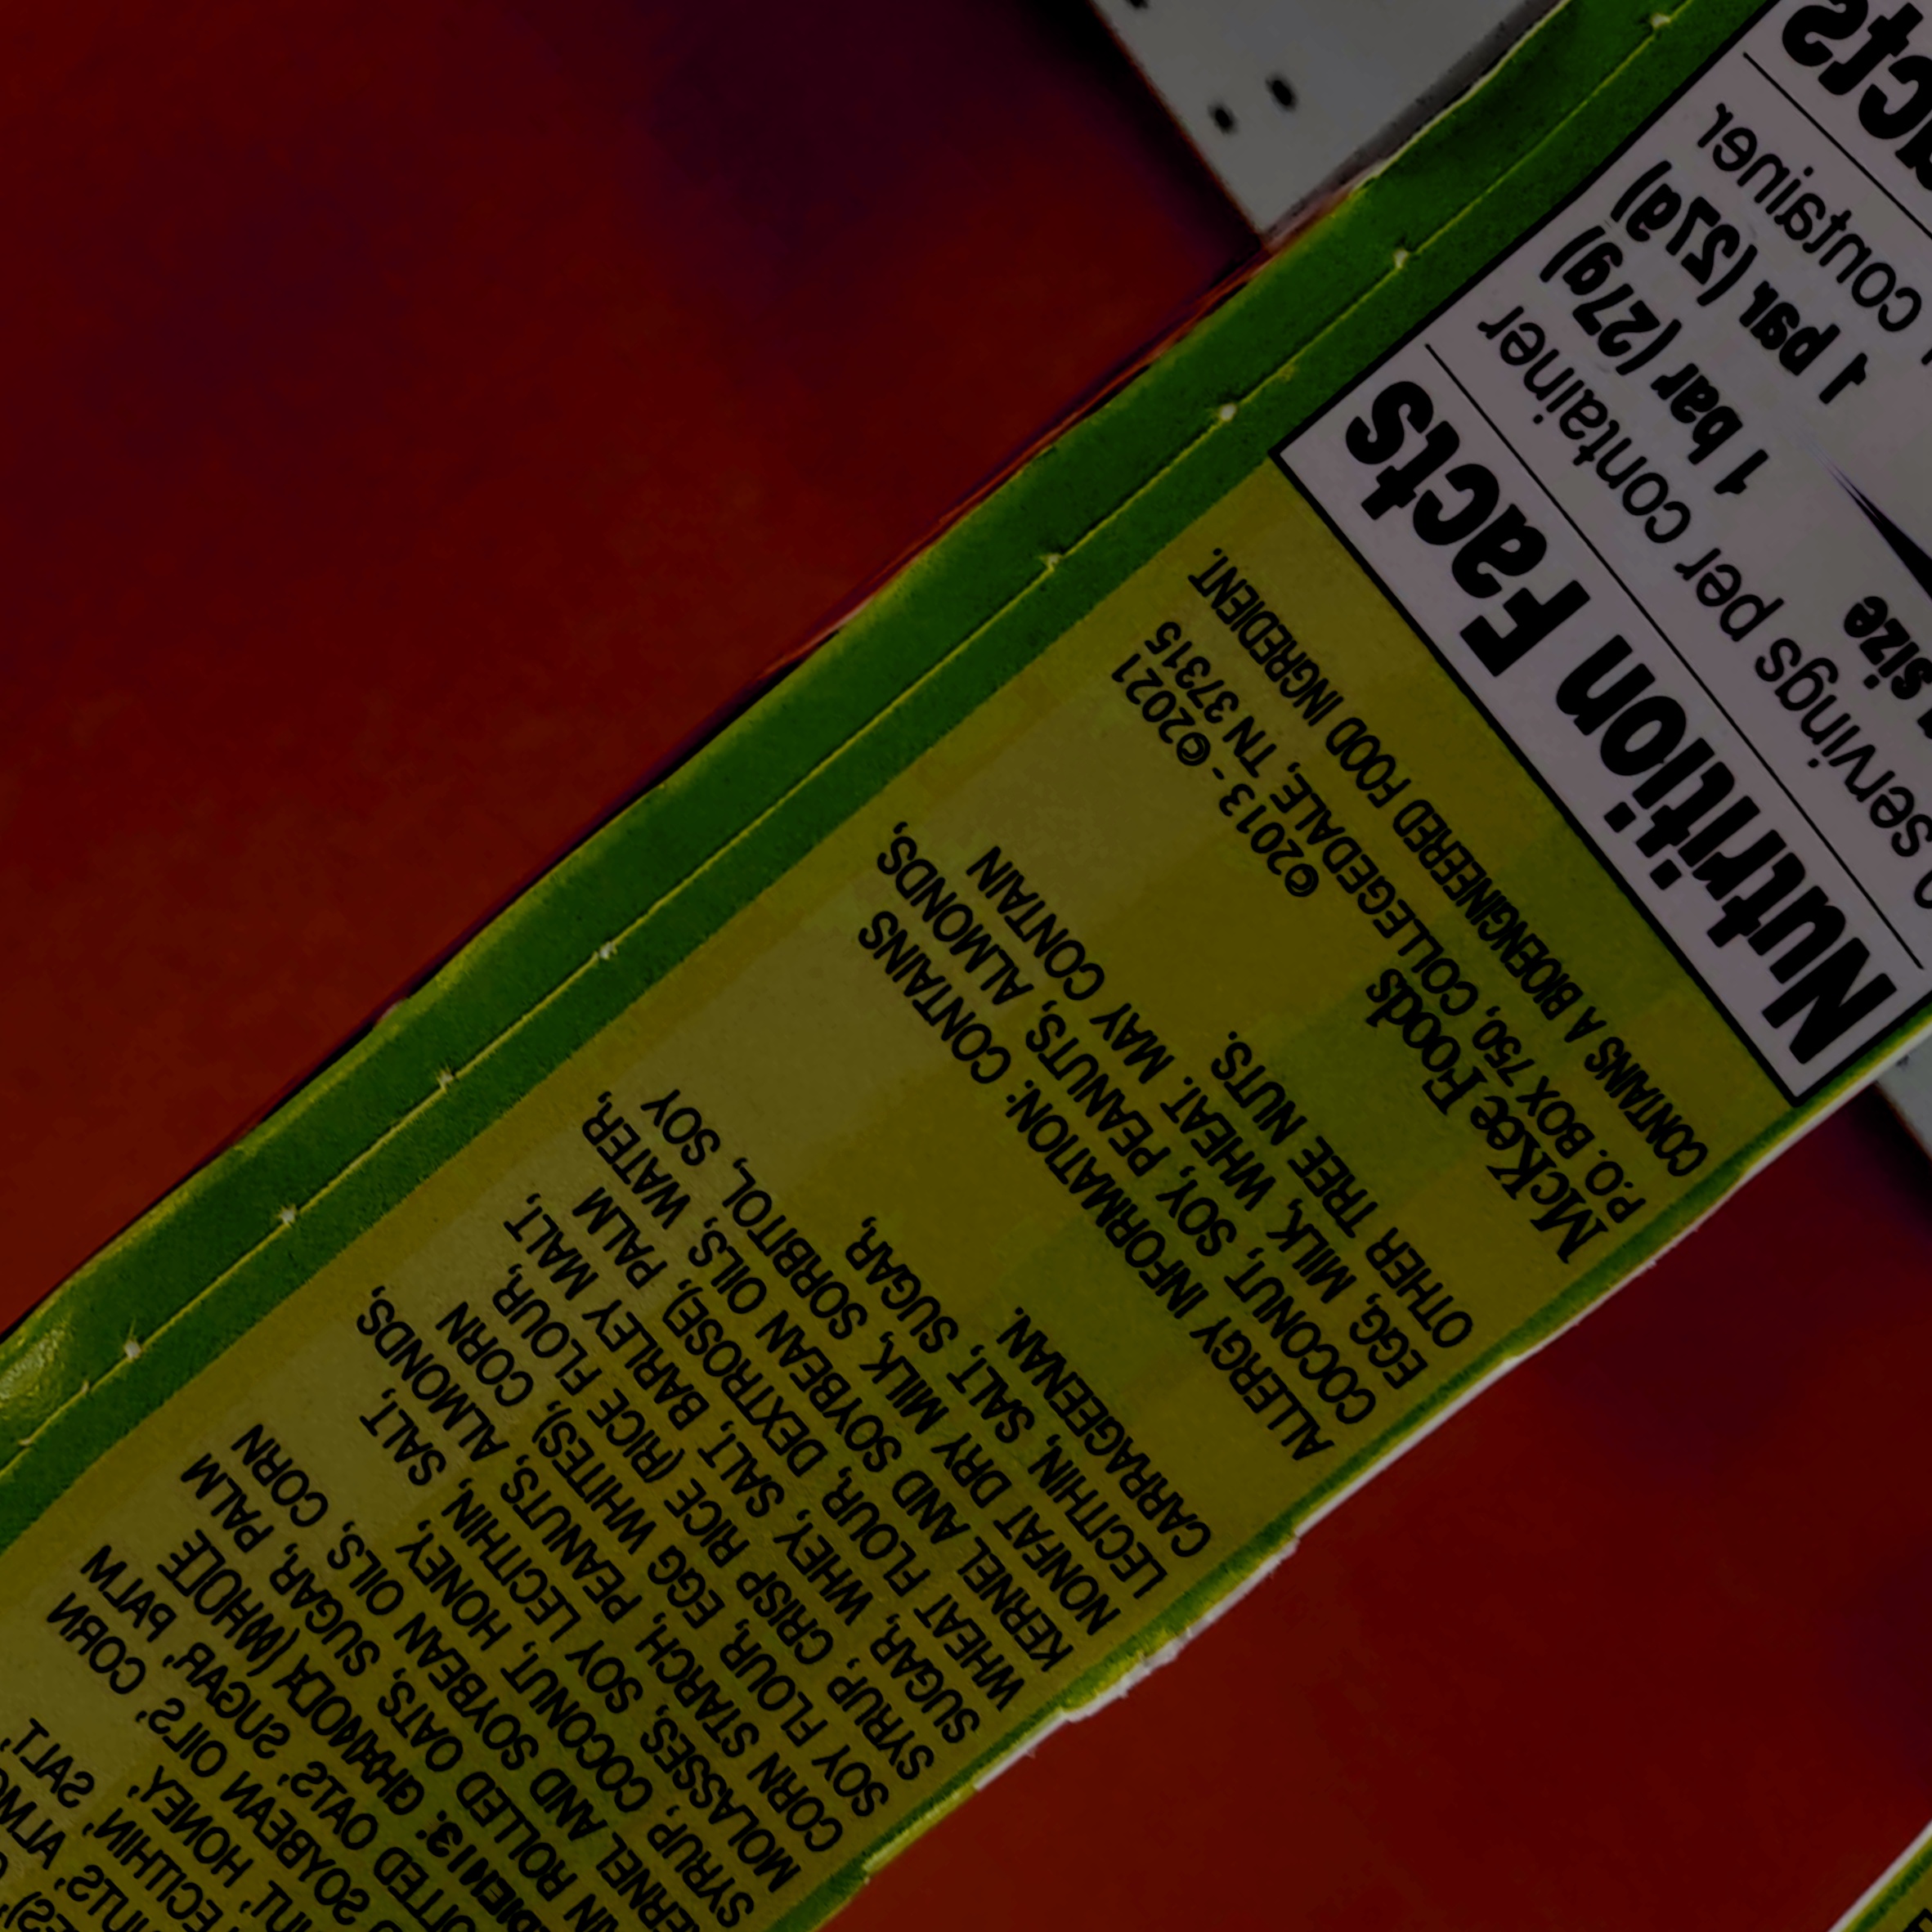 GRANOLA (WHOLE
ROLLED OATS, SUGAR, PALM
KERNEL AND SOYBEAN OILS, CORN
SYRUP, COCONUT, HONEY,
MOLASSES, SOY LECITHIN, SALT,
CORN STARCH, PEANUTS, ALMONDS,
SOY FLOUR, EGG WHITES), CORN
SYRUP, CRISP RICE (RICE FLOUR,
SUGAR, WHEY, SALT, BARLEY MALT,
WHEAT FLOUR, DEXTROSE), PALM
KERNEL AND SOYBEAN OILS, WATER,
NONFAT DRY MILK, SORBITOL, SOY
LECITHIN, SALT, SUGAR,
CARRAGEENAN.
ALLERGY INFORMATION: CONTAINS
COCONUT, SOY, PEANUTS, ALMONDS,
EGG, MILK, WHEAT. MAY CONTAIN
OTHER TREE NUTS.
McKee Foods ©2013 - ©2021
P.O. BOX 750, COLLEGEDALE, TN 37315
CONTAINS A BIOENGINEERED FOOD INGREDIENT.
Nutrition Facts
servings per container
size 1 bar (27g)
1 bar (27g)
container
OATS, SUGAR, PALM
SOYBEAN OILS, CORN
HONEY,
LECITHIN, SALT,